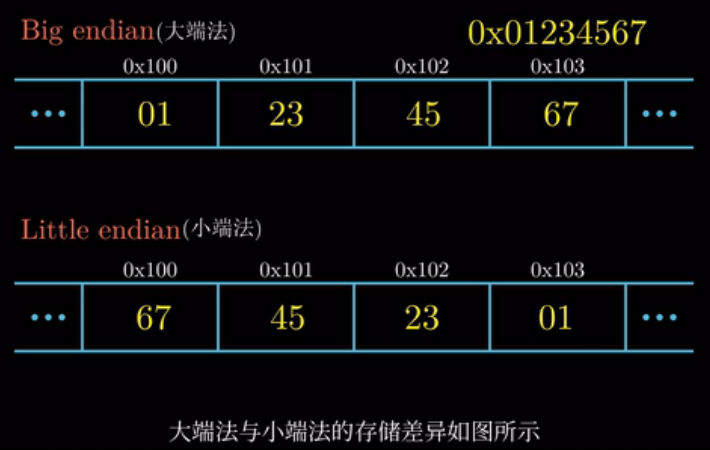 Big endian(大端法) 0x01234567
0x100 0x101 0x102 0x103
... 01 23 45 67 ...
Little endian(小端法)
0x100 0x101 0x102 0x103
... 67 45 23 01 ...
大端法与小端法的存储差异如图所示